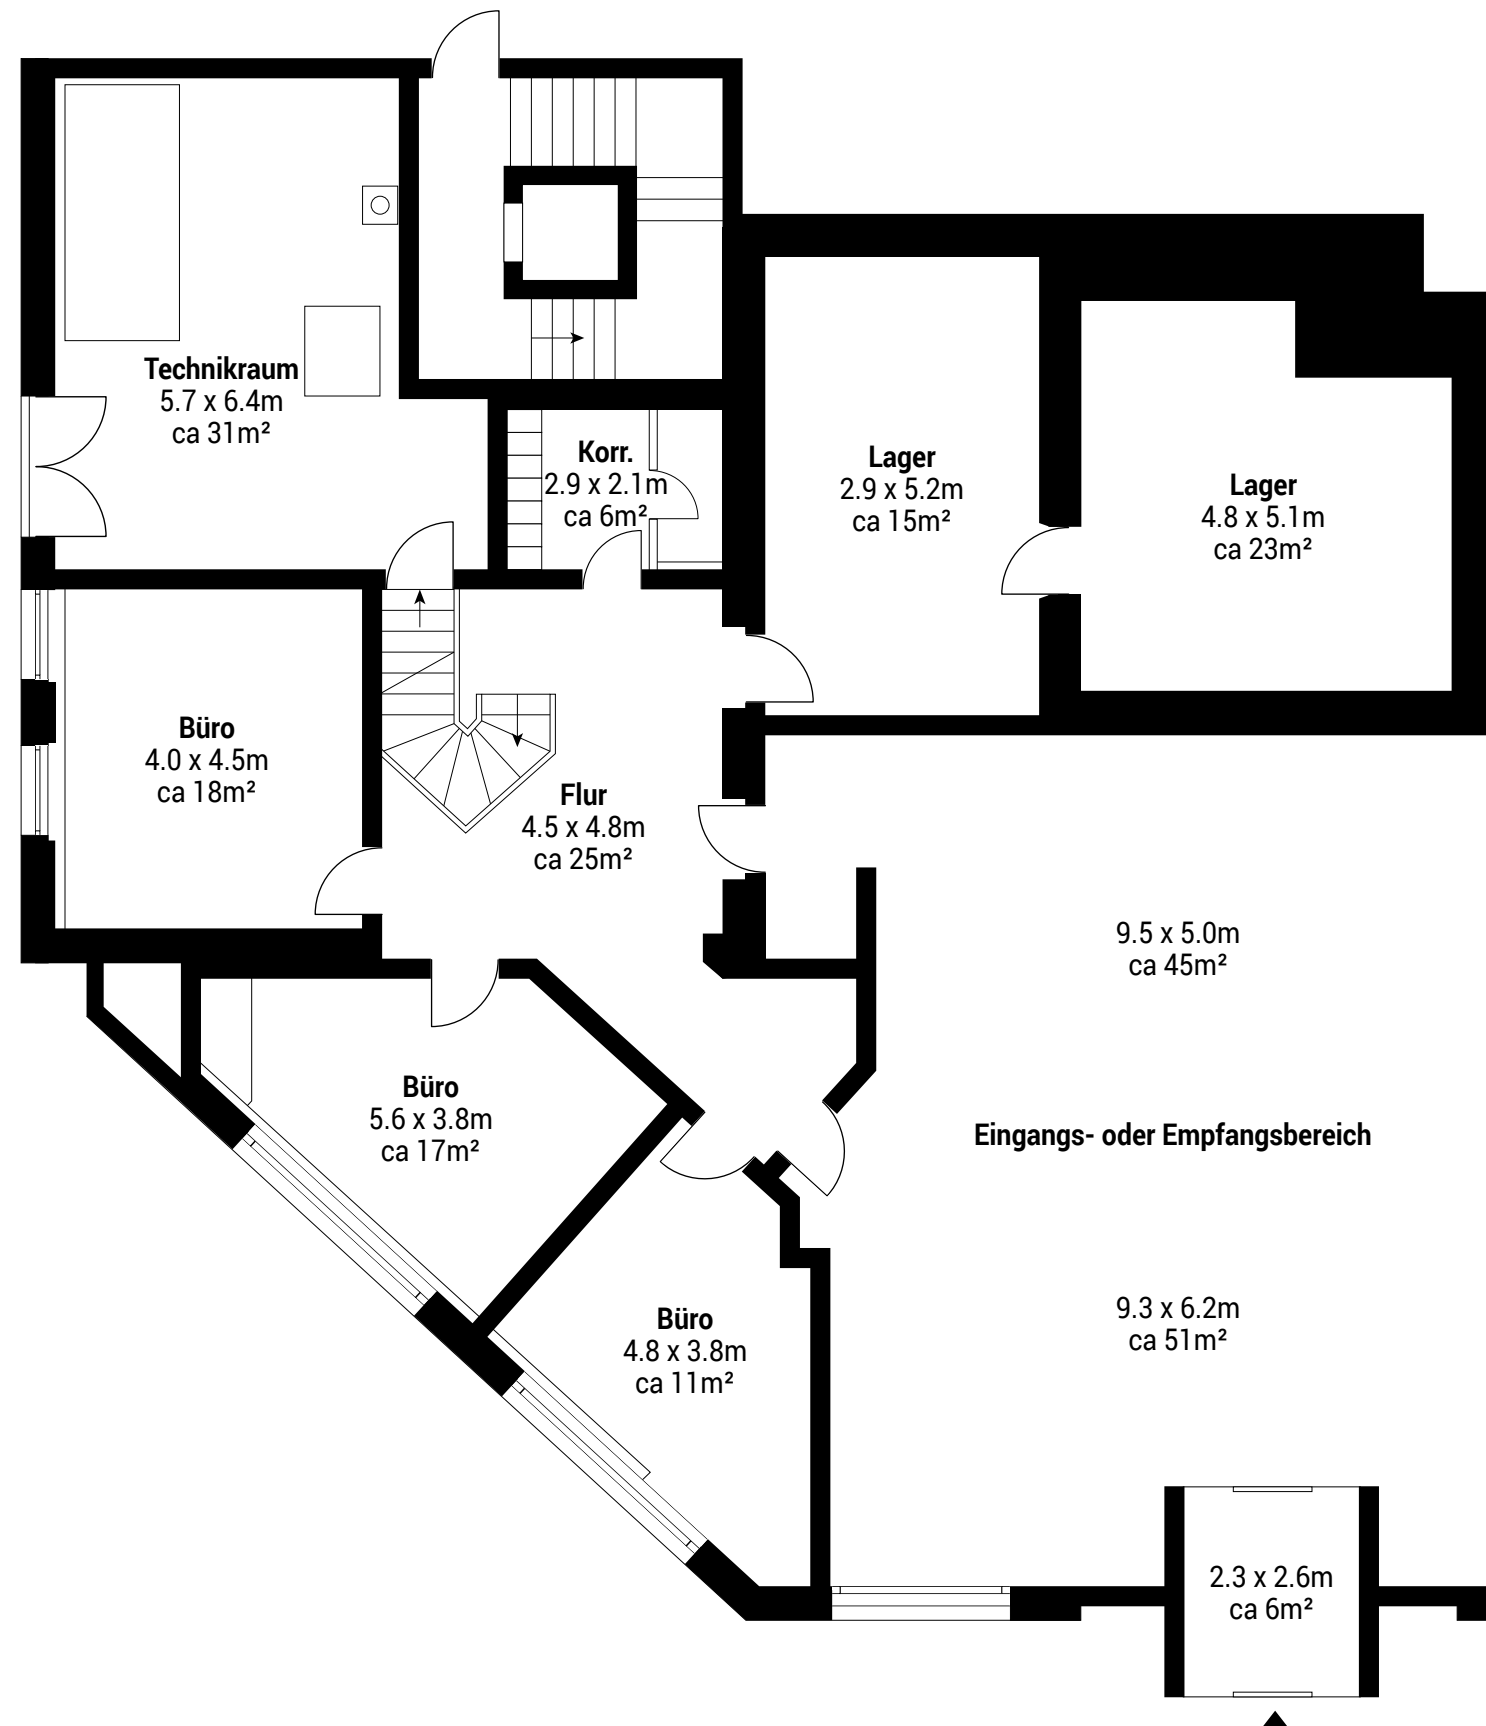 Technikraum
5.7 x 6.4m
ca 31m²
Korr.
2.9 x 2.1m
ca 6m²
Lager
2.9 x 5.2m
ca 15m²
Lager
4.8 x 5.1m
ca 23m²
Büro
4.0 x 4.5m
ca 18m²
Flur
4.5 x 4.8m
ca 25m²
9.5 x 5.0m
ca 45m²
Büro
5.6 x 3.8m
ca 17m²
Eingangs- oder Empfangsbereich
Büro
4.8 x 3.8m
ca 11m²
9.3 x 6.2m
ca 51m²
2.3 x 2.6m
ca 6m²